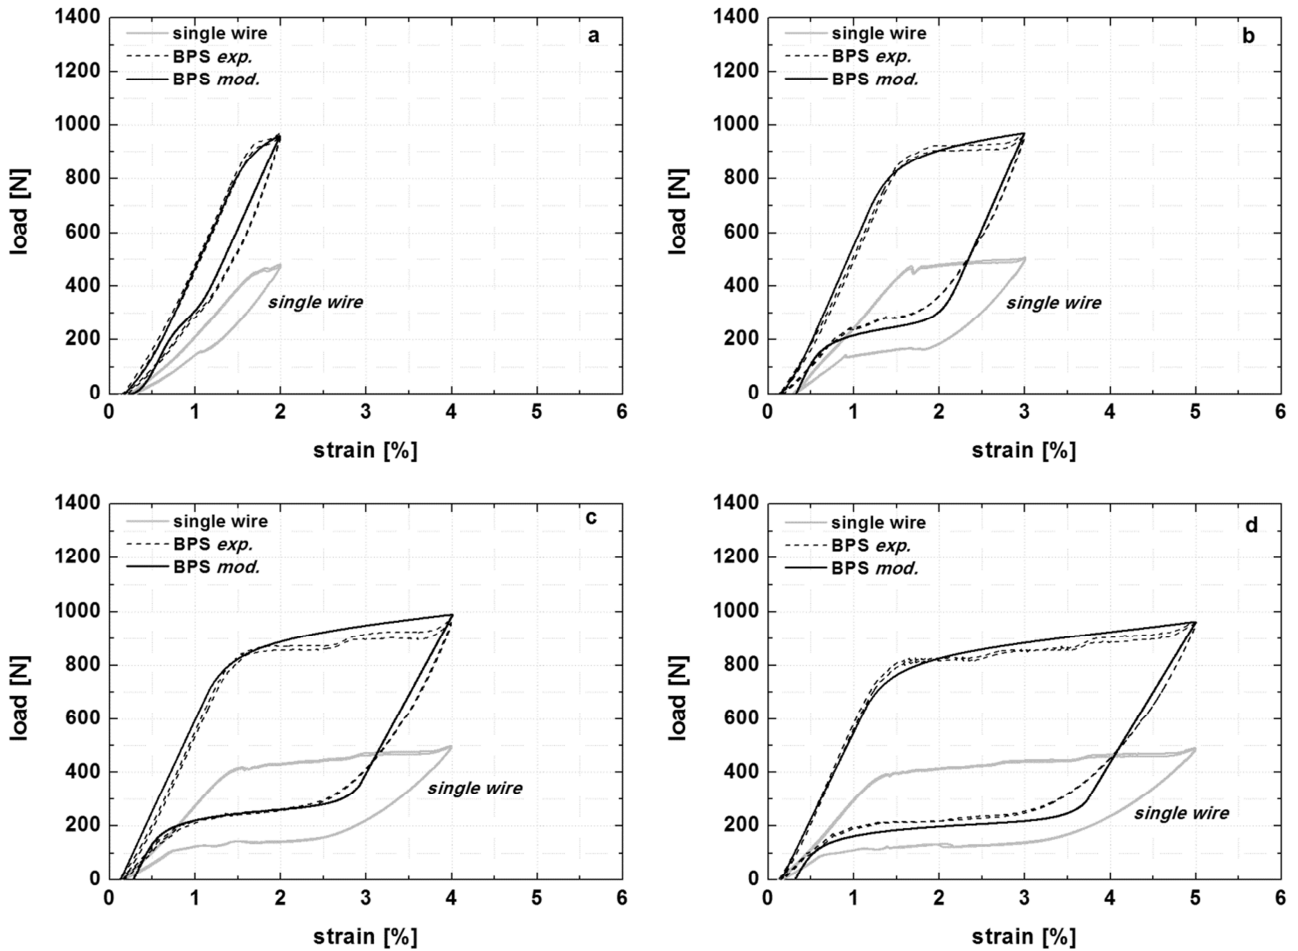 1400
1200
1000
800
600
400
200
0
load [N]
single wire
BPS exp.
BPS mod.
a
single wire
0 1 2 3 4 5 6
strain [%]
1400
1200
1000
800
600
400
200
0
load [N]
single wire
BPS exp.
BPS mod.
b
single wire
0 1 2 3 4 5 6
strain [%]
1400
1200
1000
800
600
400
200
0
load [N]
single wire
BPS exp.
BPS mod.
c
single wire
0 1 2 3 4 5 6
strain [%]
1400
1200
1000
800
600
400
200
0
load [N]
single wire
BPS exp.
BPS mod.
d
single wire
0 1 2 3 4 5 6
strain [%]